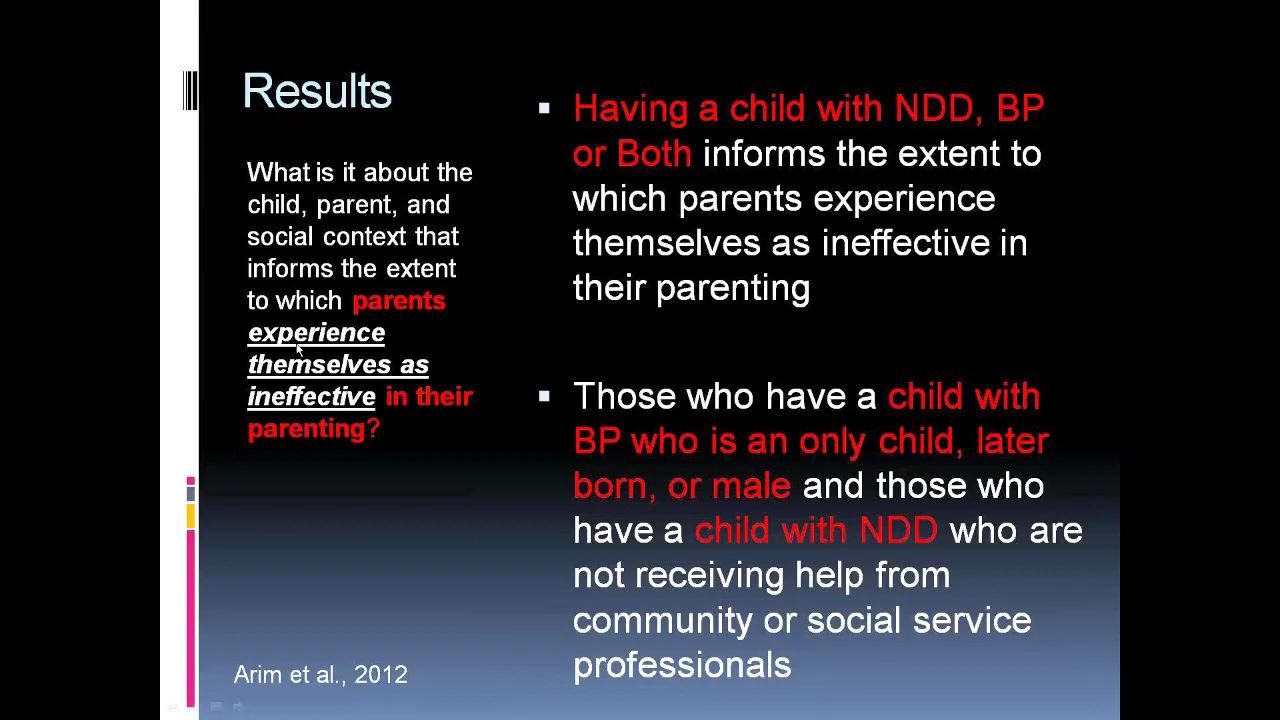 Results
What is it about the
child, parent, and
social context that
informs the extent
to which parents
experience
themselves as
ineffective in their
parenting?
Arim et al., 2012
▪ Having a child with NDD, BP
or Both informs the extent to
which parents experience
themselves as ineffective in
their parenting
▪ Those who have a child with
BP who is an only child, later
born, or male and those who
have a child with NDD who are
not receiving help from
community or social service
professionals